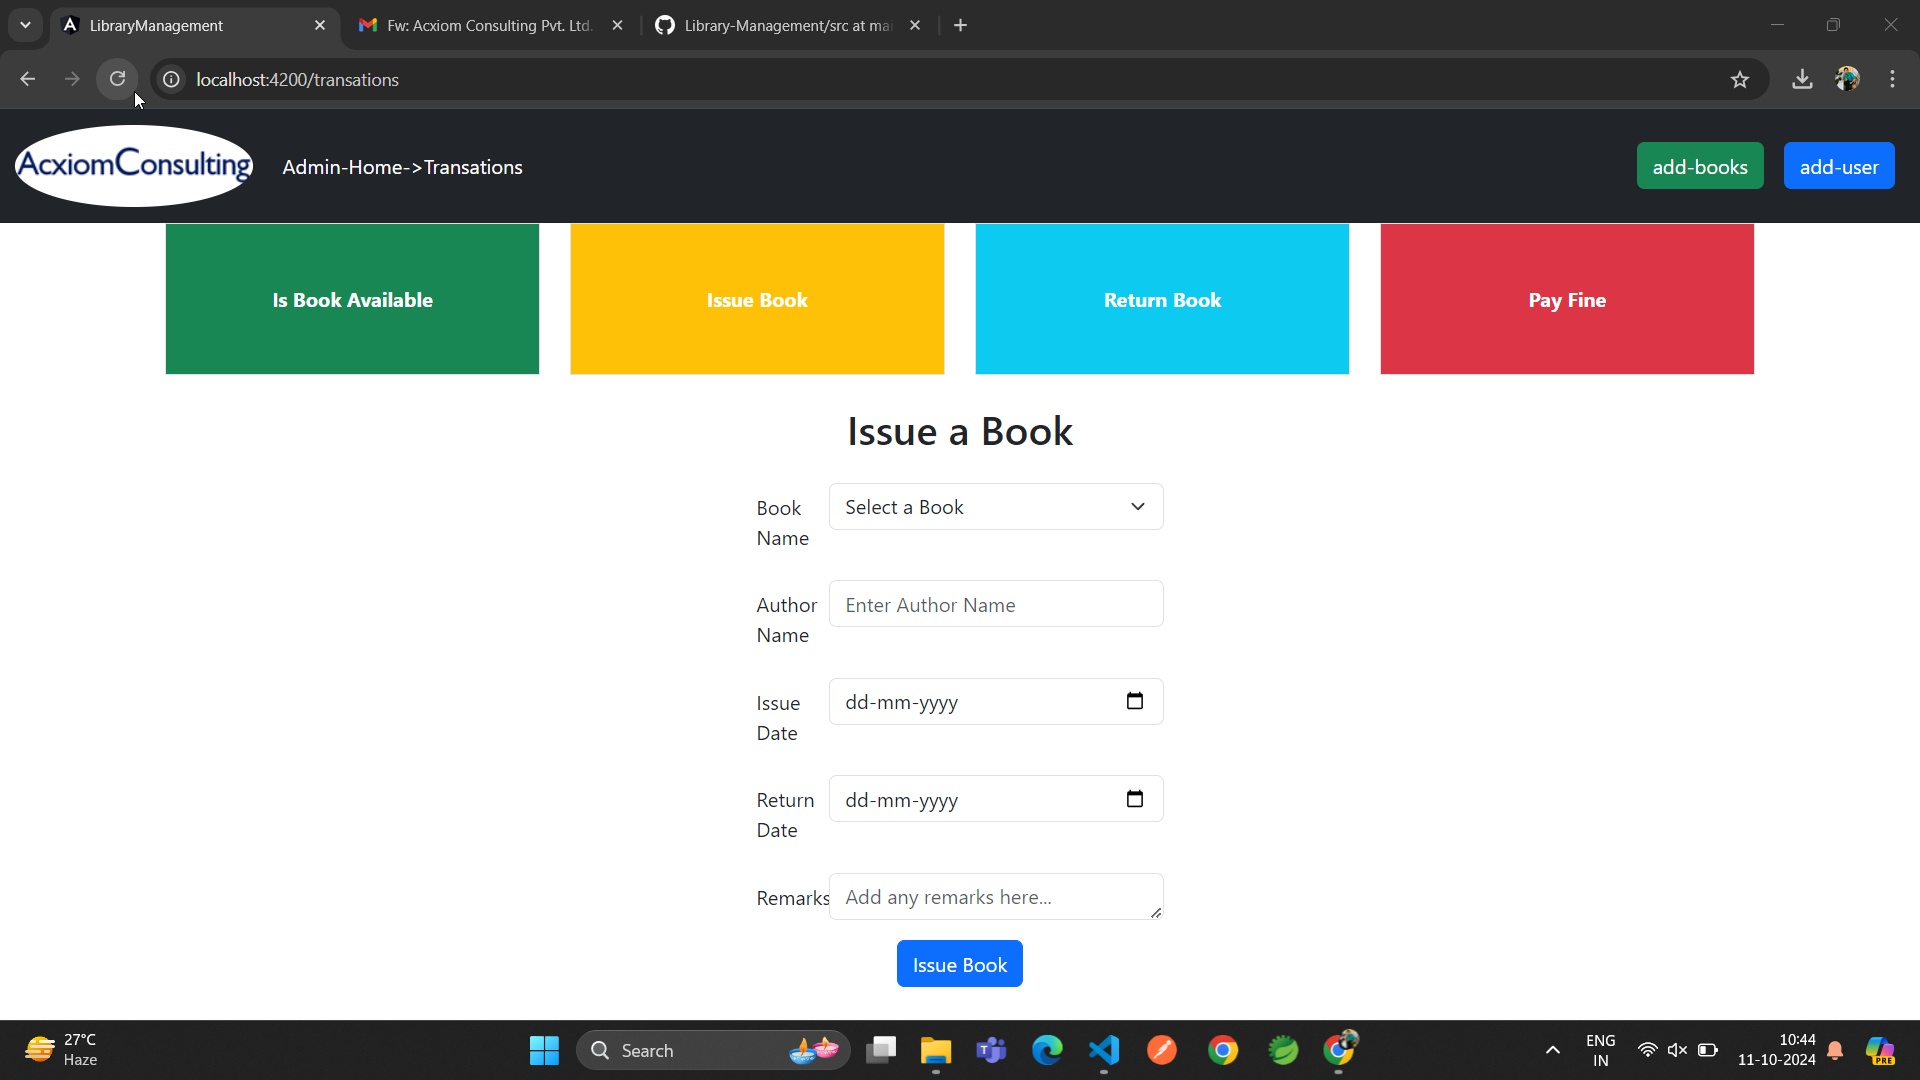 LibraryManagement
Fw: Acxiom Consulting Pvt. Ltd.
Library-Management/src at mai
localhost:4200/transations
AcxiomConsulting
Admin-Home->Transations
add-books
add-user
Is Book Available
Issue Book
Return Book
Pay Fine
Issue a Book
Book
Name
Select a Book
Author
Name
Enter Author Name
Issue
Date
dd-mm-yyyy
Return
Date
dd-mm-yyyy
Remarks
Add any remarks here...
Issue Book
27°C
Haze
Search
ENG
IN
10:44
11-10-2024
PRE